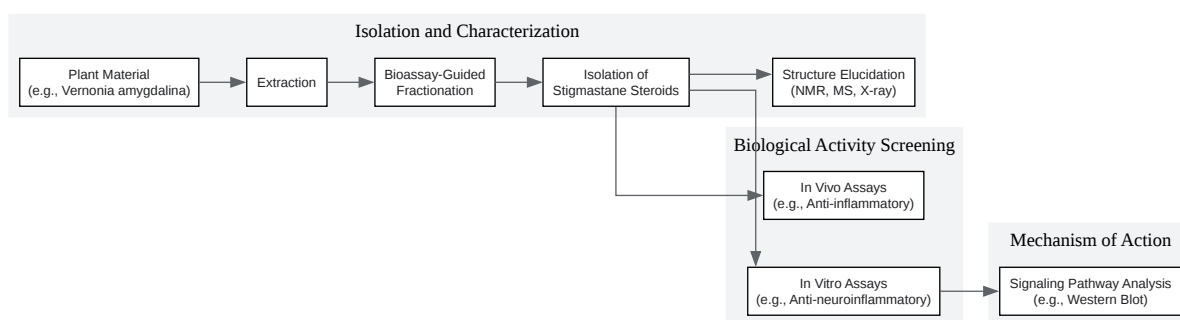 Isolation and Characterization
Plant Material
(e.g., Vernonia amygdalina)
Extraction
Bioassay-Guided
Fractionation
Isolation of
Stigmastane Steroids
Structure Elucidation
(NMR, MS, X-ray)
Biological Activity Screening
In Vivo Assays
(e.g., Anti-inflammatory)
In Vitro Assays
(e.g., Anti-neuroinflammatory)
Mechanism of Action
Signaling Pathway Analysis
(e.g., Western Blot)